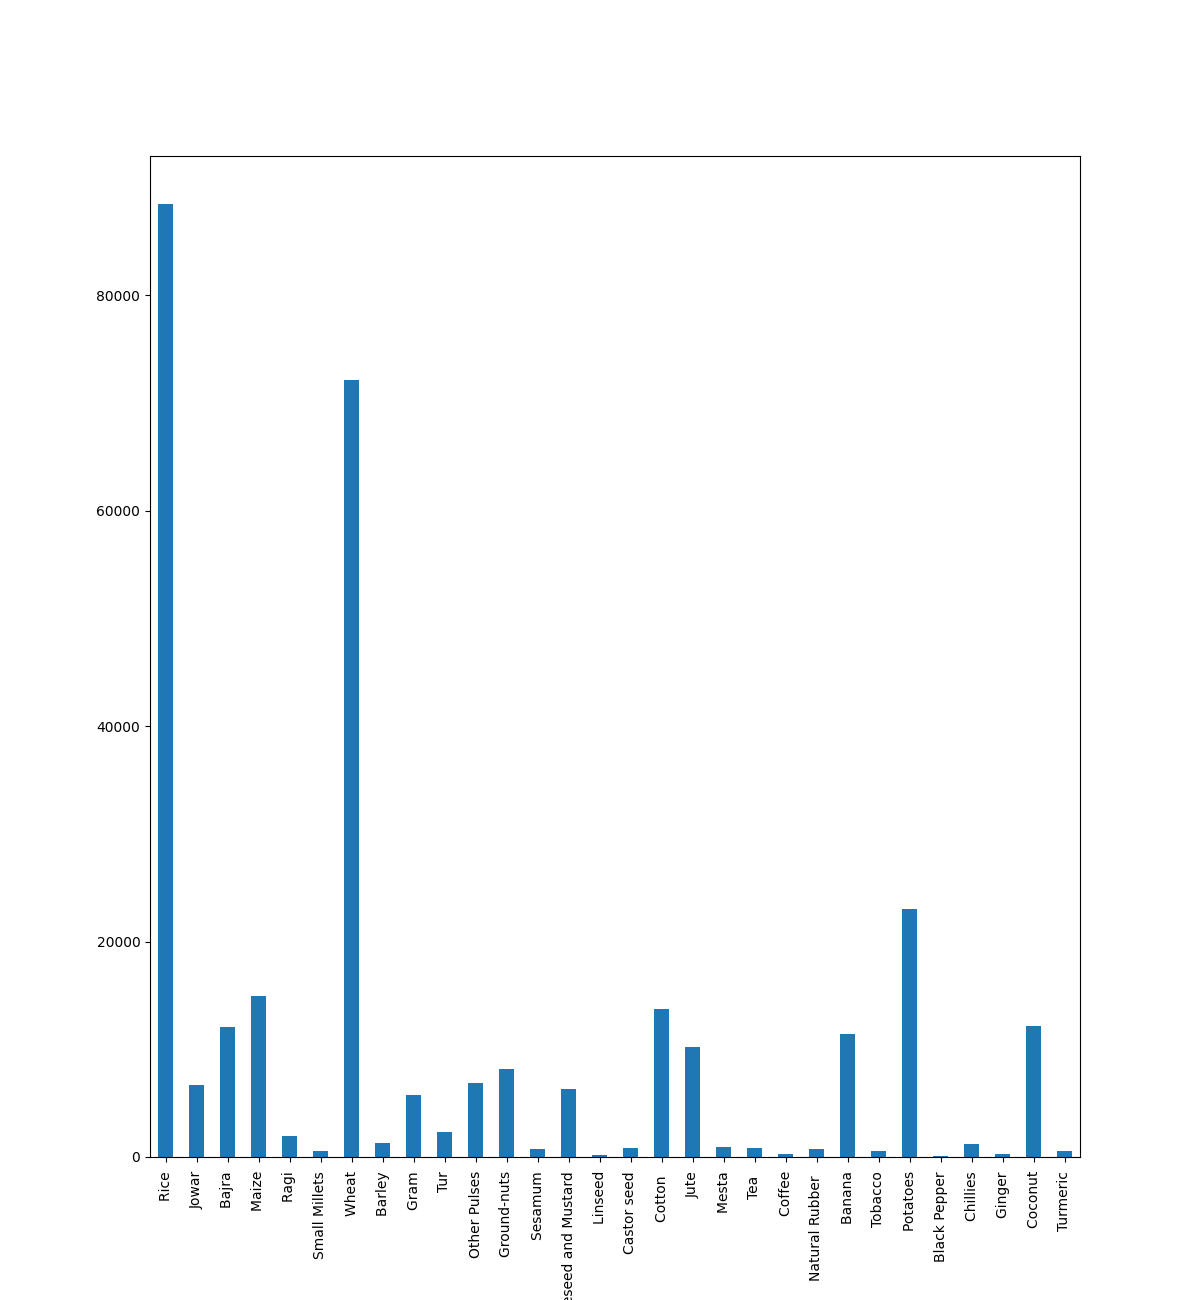 80000
60000
40000
20000
0
Rice
Jowar
Bajra
Maize
Ragi
Small Millets
Wheat
Barley
Gram
Tur
Other Pulses
Ground-nuts
Sesamum
eseed and Mustard
Linseed
Castor seed
Cotton
Jute
Mesta
Tea
Coffee
Natural Rubber
Banana
Tobacco
Potatoes
Black Pepper
Chillies
Ginger
Coconut
Turmeric